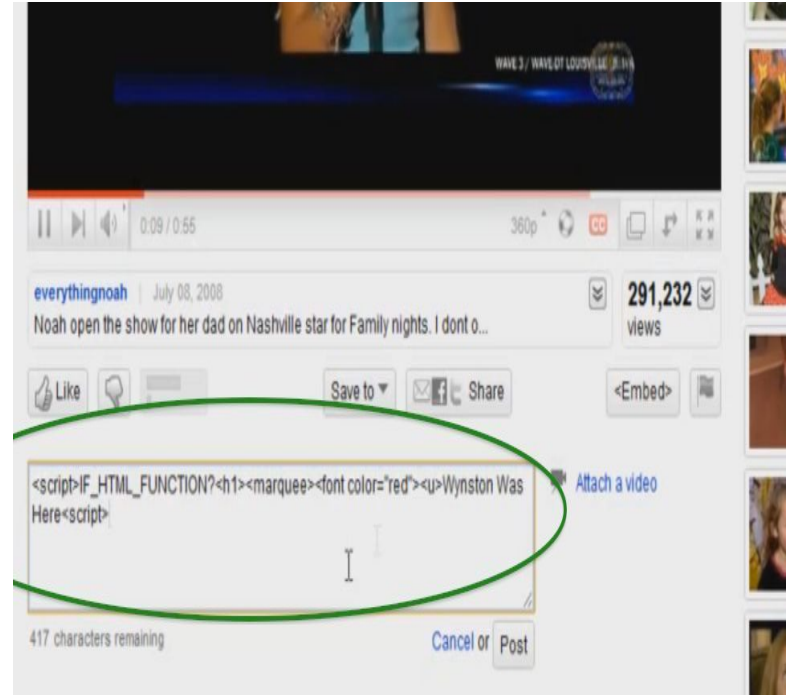 WAVE 3 / WAVE-DT LOUISVILLE
0:09 / 0:55
360p
CC
everythingnoah | July 08, 2008
Noah open the show for her dad on Nashville star for Family nights. I dont o...
291,232
views
Like
Save to
f
Share
<Embed>
<script>IF_HTML_FUNCTION?<h1><marquee><font color="red"><u>Wynston Was
Here<script>
Attach a video
417 characters remaining
Cancel or Post